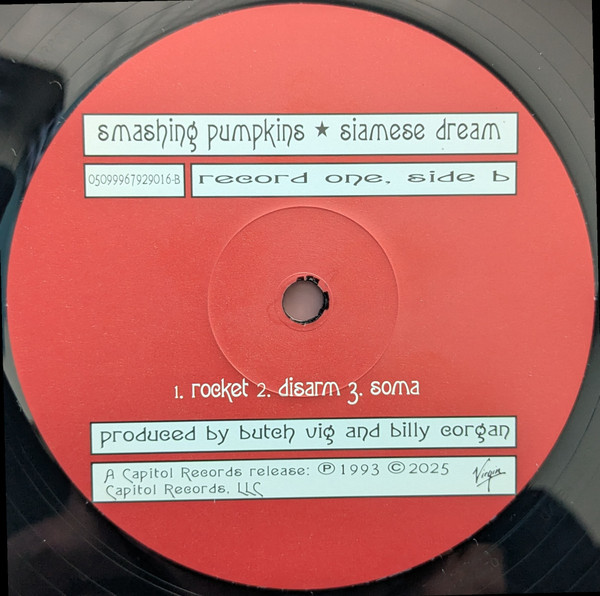 smashing pumpkins ★ siamese dream
05099967929016-B
record one, side b
1. rocket 2. disarm 3. soma
produced by butch vig and billy corgan
A Capitol Records release: ℗ 1993 © 2025
Capitol Records, LLC
Virgin